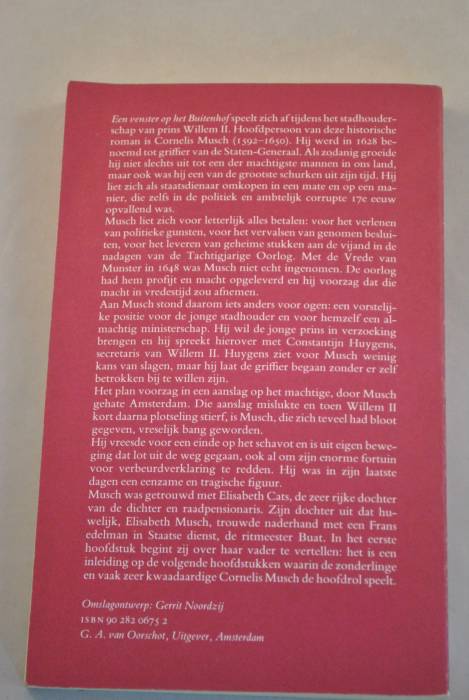 Een venster op het Buitenhof speelt zich af tijdens het stadhouder-
schap van prins Willem II. Hoofdpersoon van deze historische
roman is Cornelis Musch (1592–1650). Hij werd in 1628 be-
noemd tot griffier van de Staten-Generaal. Als zodanig groeide
hij niet slechts uit tot een der machtigste mannen in ons land,
maar ook was hij een van de grootste schurken uit zijn tijd. Hij
liet zich als staatsdienaar omkopen in een mate en op een ma-
nier, die zelfs in de politiek en ambtelijk corrupte 17e eeuw
opvallend was.
Musch liet zich voor letterlijk alles betalen: voor het verlenen
van politieke gunsten, voor het vervalsen van genomen beslui-
ten, voor het leveren van geheime stukken aan de vijand in de
nadagen van de Tachtigjarige Oorlog. Met de Vrede van
Munster in 1648 was Musch niet echt ingenomen. De oorlog
had hem profijt en macht opgeleverd en hij voorzag dat die
macht in vredestijd zou afnemen.
Aan Musch stond daarom iets anders voor ogen: een vorstelij-
ke positie voor de jonge stadhouder en voor hemzelf een al-
machtig ministerschap. Hij wil de jonge prins in verzoeking
brengen en hij spreekt hierover met Constantijn Huygens,
secretaris van Willem II. Huygens ziet voor Musch weinig
kans van slagen, maar hij laat de griffier begaan zonder er zelf
betrokken bij te willen zijn.
Het plan voorzag in een aanslag op het machtige, door Musch
gehate Amsterdam. Die aanslag mislukte en toen Willem II
kort daarna plotseling stierf, is Musch, die zich teveel had bloot
gegeven, vreselijk bang geworden.
Hij vreesde voor een einde op het schavot en is uit eigen bewe-
ging dat lot uit de weg gegaan, ook al om zijn enorme fortuin
voor verbeurdverklaring te redden. Hij was in zijn laatste
dagen een eenzame en tragische figuur.
Musch was getrouwd met Elisabeth Cats, de zeer rijke dochter
van de dichter en raadpensionaris. Zijn dochter uit dat hu-
welijk, Elisabeth Musch, trouwde naderhand met een Frans
edelman in Staatse dienst, de ritmeester Buat. In het eerste
hoofdstuk begint zij over haar vader te vertellen: het is een
inleiding op de volgende hoofdstukken waarin de zonderlinge
en vaak zeer kwaadaardige Cornelis Musch de hoofdrol speelt.
Omslagontwerp: Gerrit Noordzij
ISBN 90 282 0675 2
G. A. van Oorschot, Uitgever, Amsterdam